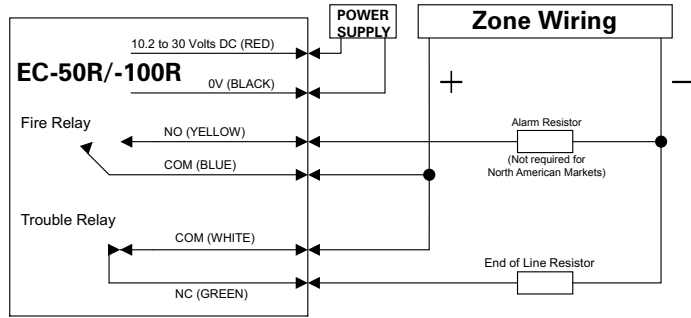 POWER
SUPPLY
Zone Wiring
10.2 to 30 Volts DC (RED)
EC-50R/-100R
0V (BLACK)
+
−
Fire Relay
NO (YELLOW)
Alarm Resistor
(Not required for
North American Markets)
COM (BLUE)
Trouble Relay
COM (WHITE)
End of Line Resistor
NC (GREEN)